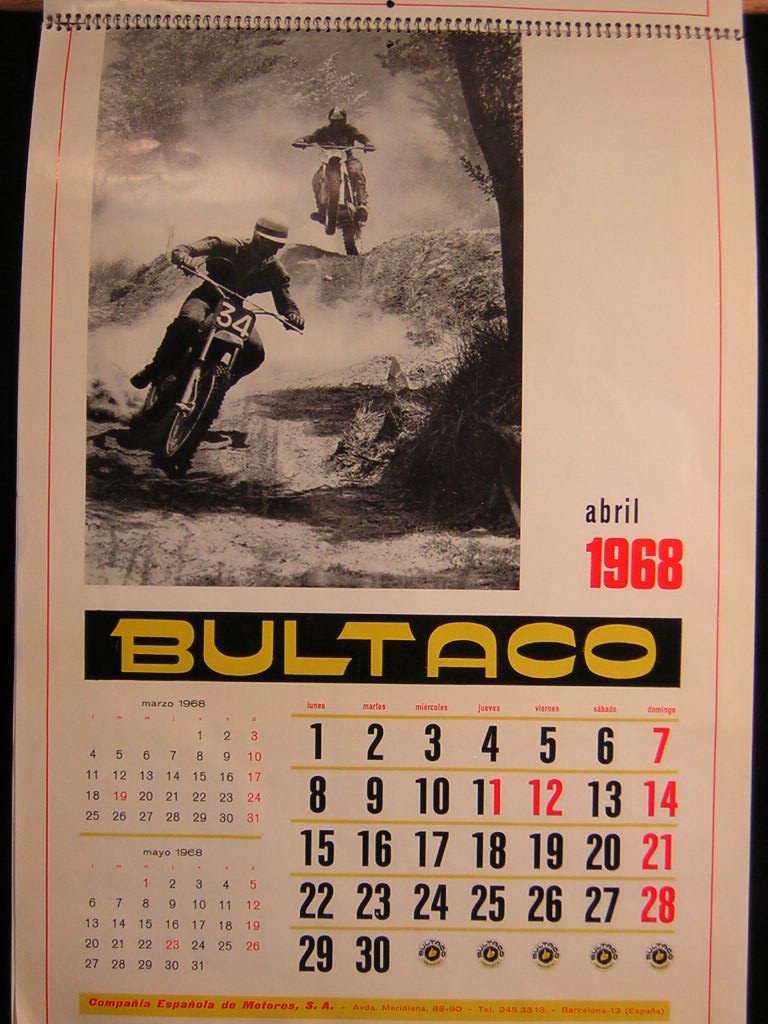 34
abril
1968
BULTACO
marzo 1968
l m m j v s d
1 2 3
4 5 6 7 8 9 10
11 12 13 14 15 16 17
18 19 20 21 22 23 24
25 26 27 28 29 30 31
mayo 1968
1 2 3 4 5
6 7 8 9 10 11 12
13 14 15 16 17 18 19
20 21 22 23 24 25 26
27 28 29 30 31
lunes martes miércoles jueves viernes sábado domingo
1 2 3 4 5 6 7
8 9 10 11 12 13 14
15 16 17 18 19 20 21
22 23 24 25 26 27 28
29 30 BULTACO BULTACO BULTACO BULTACO BULTACO
Compañía Española de Motores, S. A. - Avda. Meridiana, 88-90 - Tel. 245 33 13 - Barcelona-13 (España)